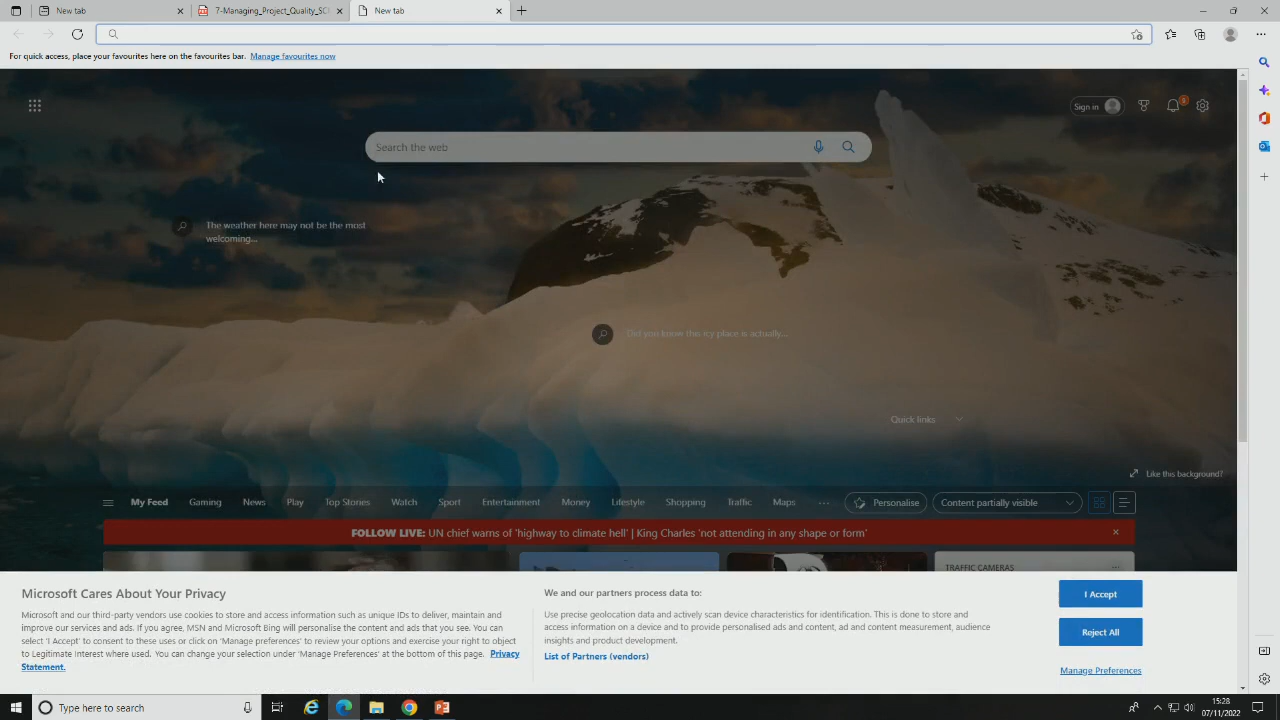 New tab
7-Managing_Project_Quality_SCI
New tab
For quick access, place your favourites here on the favourites bar. Manage favourites now
Sign in
Search the web
The weather here may not be the most
welcoming...
Did you know this icy place is actually...
Quick links
Like this background?
My Feed Gaming News Play Top Stories Watch Sport Entertainment Money Lifestyle Shopping Traffic Maps ... Personalise Content partially visible
FOLLOW LIVE: UN chief warns of 'highway to climate hell' | King Charles 'not attending in any shape or form'
TRAFFIC CAMERAS
Microsoft Cares About Your Privacy
Microsoft and our third-party vendors use cookies to store and access information such as unique IDs to deliver, maintain and
improve our services and ads. If you agree, MSN and Microsoft Bing will personalise the content and ads that you see. You can
select 'I Accept' to consent to these uses or click on 'Manage preferences' to review your options and exercise your right to object
to Legitimate Interest where used. You can change your selection under 'Manage Preferences' at the bottom of this page. Privacy
Statement.
We and our partners process data to:
Use precise geolocation data and actively scan device characteristics for identification. This is done to store and
access information on a device and to provide personalised ads and content, ad and content measurement, audience
insights and product development.
List of Partners (vendors)
I Accept
Reject All
Manage Preferences
Type here to search
15:28
07/11/2022